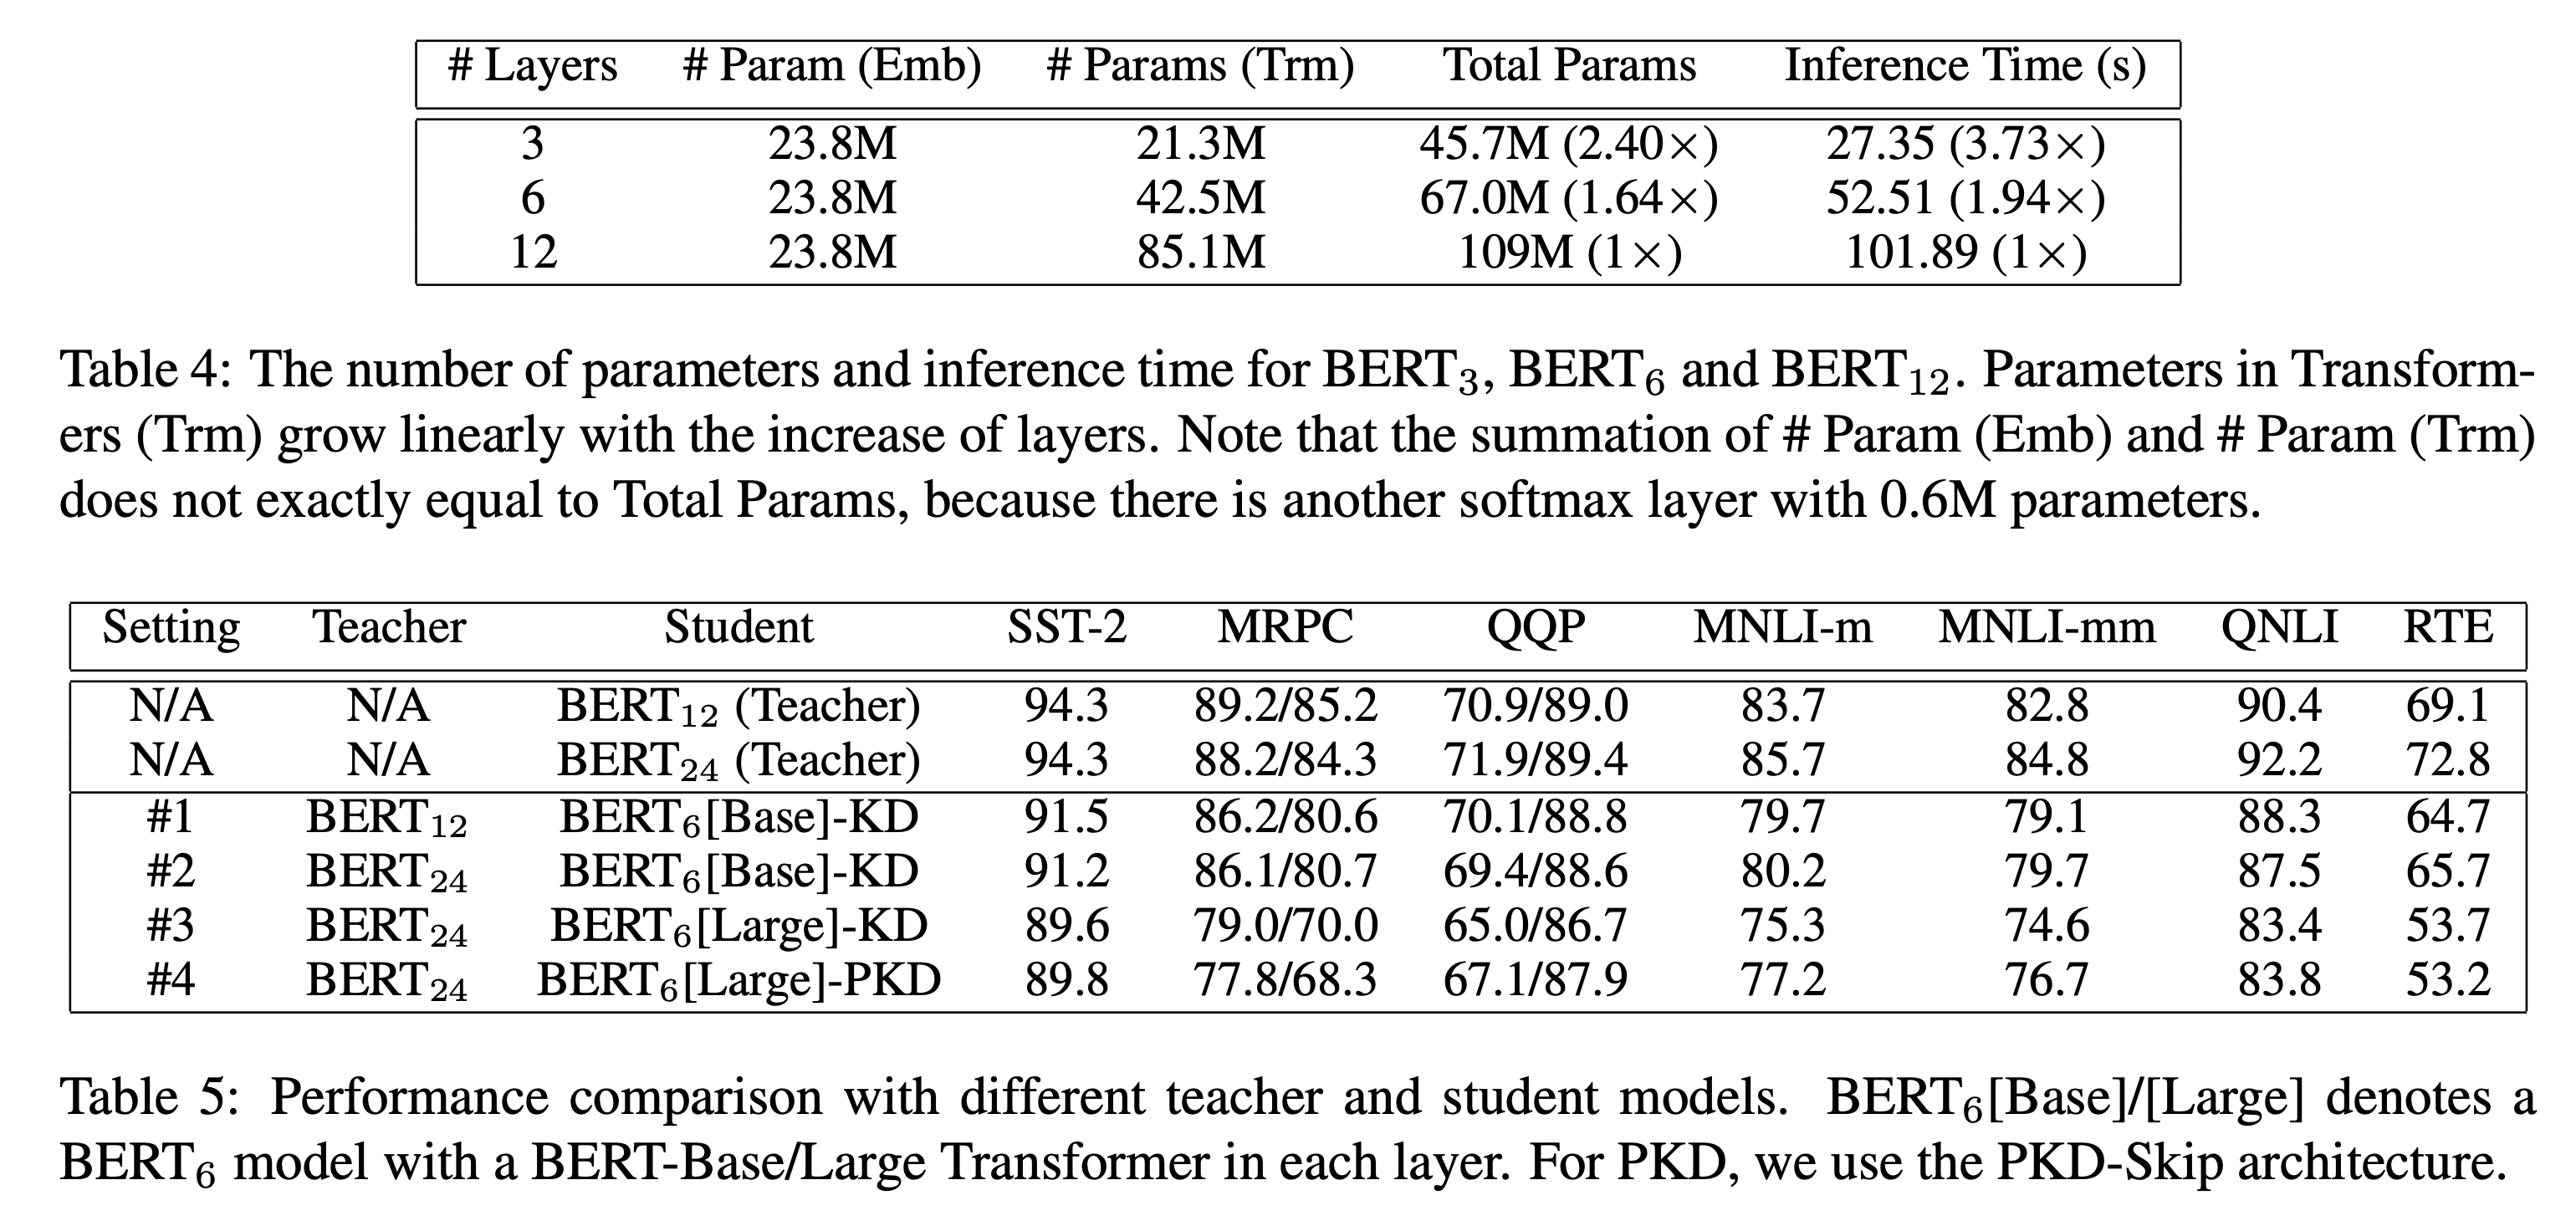 # Layers # Param (Emb) # Params (Trm) Total Params Inference Time (s)
3 23.8M 21.3M 45.7M (2.40×) 27.35 (3.73×)
6 23.8M 42.5M 67.0M (1.64×) 52.51 (1.94×)
12 23.8M 85.1M 109M (1×) 101.89 (1×)
Table 4: The number of parameters and inference time for BERT₃, BERT₆ and BERT₁₂. Parameters in Transform-
ers (Trm) grow linearly with the increase of layers. Note that the summation of # Param (Emb) and # Param (Trm)
does not exactly equal to Total Params, because there is another softmax layer with 0.6M parameters.
Setting Teacher Student SST-2 MRPC QQP MNLI-m MNLI-mm QNLI RTE
N/A N/A BERT₁₂ (Teacher) 94.3 89.2/85.2 70.9/89.0 83.7 82.8 90.4 69.1
N/A N/A BERT₂₄ (Teacher) 94.3 88.2/84.3 71.9/89.4 85.7 84.8 92.2 72.8
#1 BERT₁₂ BERT₆[Base]-KD 91.5 86.2/80.6 70.1/88.8 79.7 79.1 88.3 64.7
#2 BERT₂₄ BERT₆[Base]-KD 91.2 86.1/80.7 69.4/88.6 80.2 79.7 87.5 65.7
#3 BERT₂₄ BERT₆[Large]-KD 89.6 79.0/70.0 65.0/86.7 75.3 74.6 83.4 53.7
#4 BERT₂₄ BERT₆[Large]-PKD 89.8 77.8/68.3 67.1/87.9 77.2 76.7 83.8 53.2
Table 5: Performance comparison with different teacher and student models. BERT₆[Base]/[Large] denotes a
BERT₆ model with a BERT-Base/Large Transformer in each layer. For PKD, we use the PKD-Skip architecture.